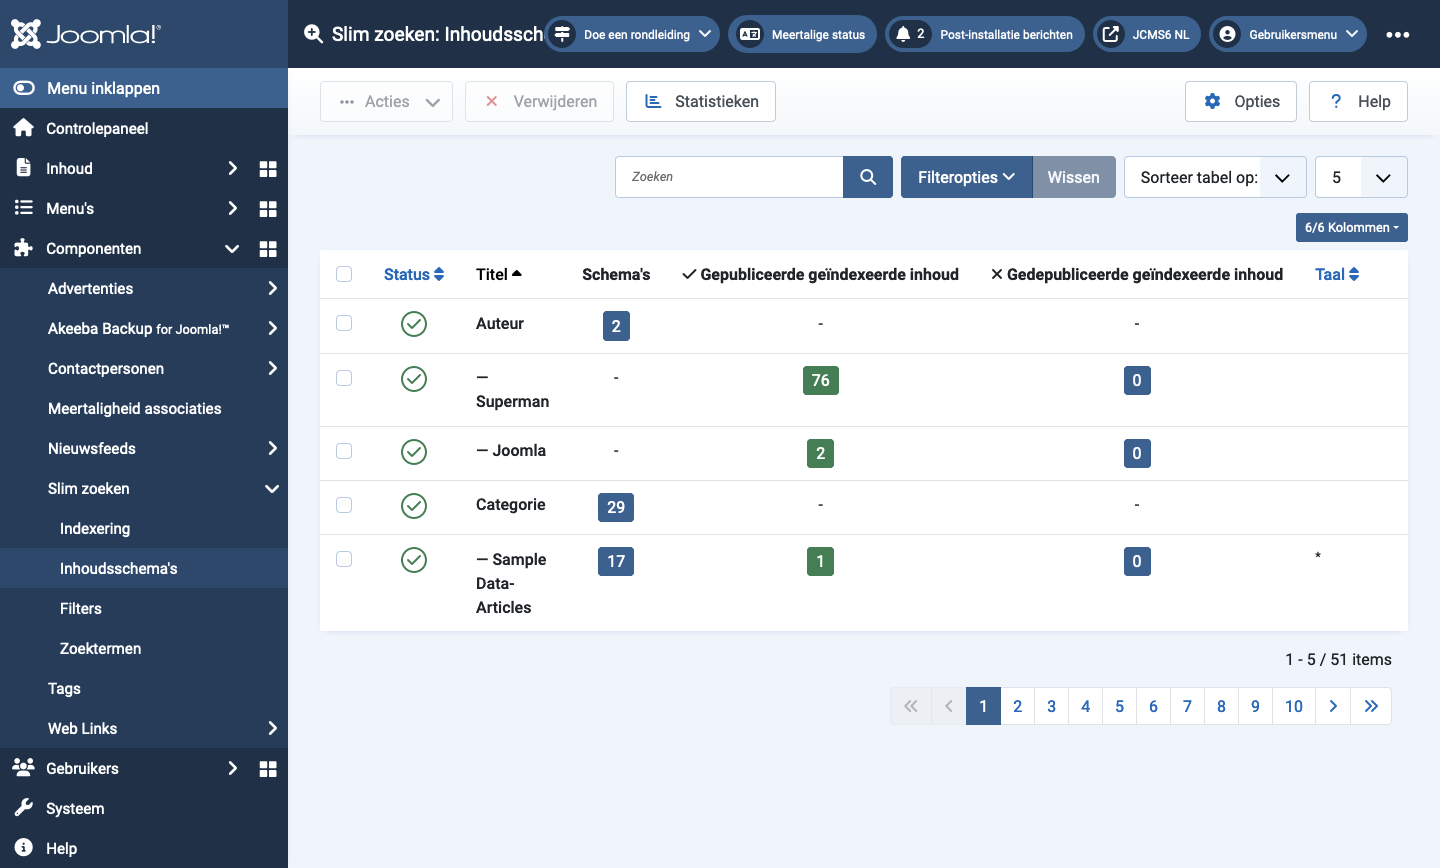 Joomla!®
Slim zoeken: Inhoudssch
Doe een rondleiding
Meertalige status
2 Post-installatie berichten
JCMS6 NL
Gebruikersmenu
Menu inklappen
Controlepaneel
Inhoud
Menu's
Componenten
Advertenties
Akeeba Backup for Joomla!™
Contactpersonen
Meertaligheid associaties
Nieuwsfeeds
Slim zoeken
Indexering
Inhoudsschema's
Filters
Zoektermen
Tags
Web Links
Gebruikers
Systeem
Help
Acties
Verwijderen
Statistieken
Opties
? Help
Zoeken
Filteropties
Wissen
Sorteer tabel op:
5
6/6 Kolommen
Status Titel Schema's Gepubliceerde geïndexeerde inhoud Gedepubliceerde geïndexeerde inhoud Taal
Auteur 2 - -
— - 76 0
Superman
— Joomla - 2 0
Categorie 29 - -
— Sample 17 1 0 *
Data-
Articles
1 - 5 / 51 items
1 2 3 4 5 6 7 8 9 10